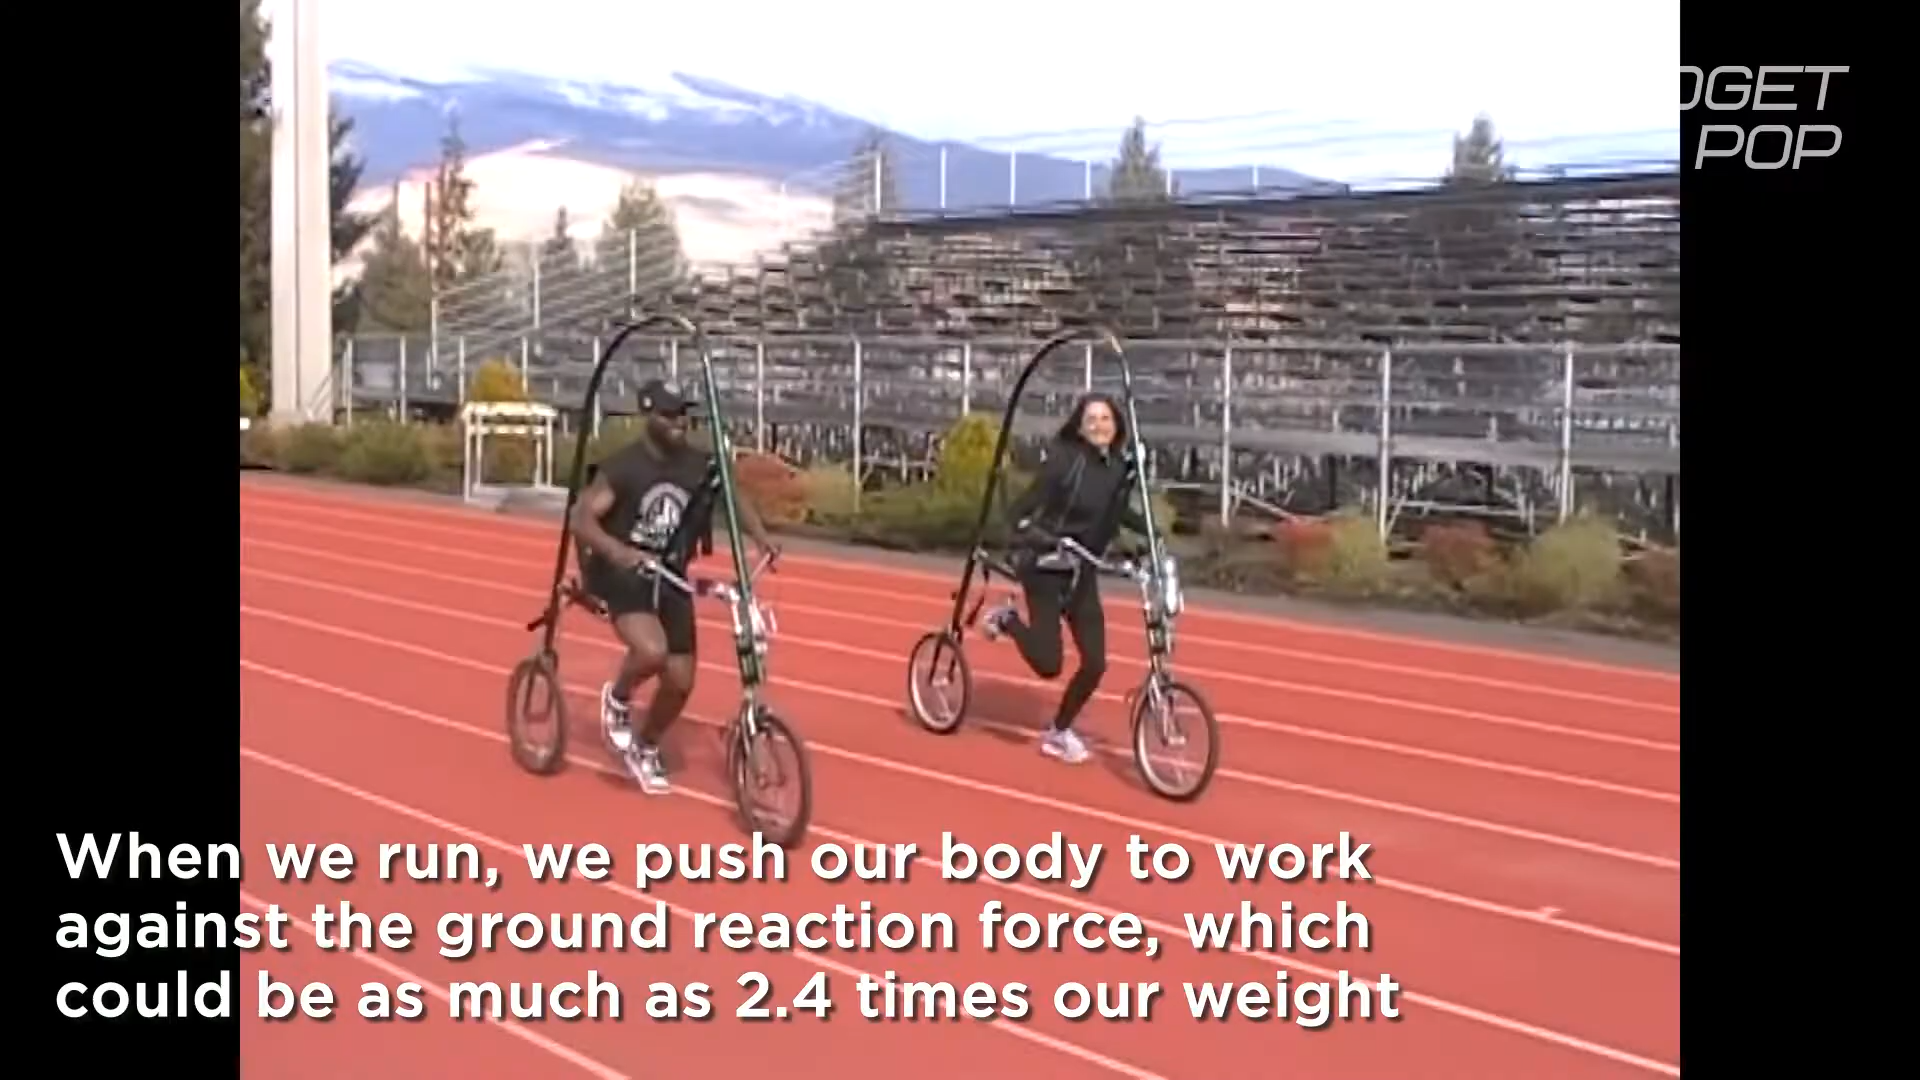 DGET
POP
When we run, we push our body to work
against the ground reaction force, which
could be as much as 2.4 times our weight